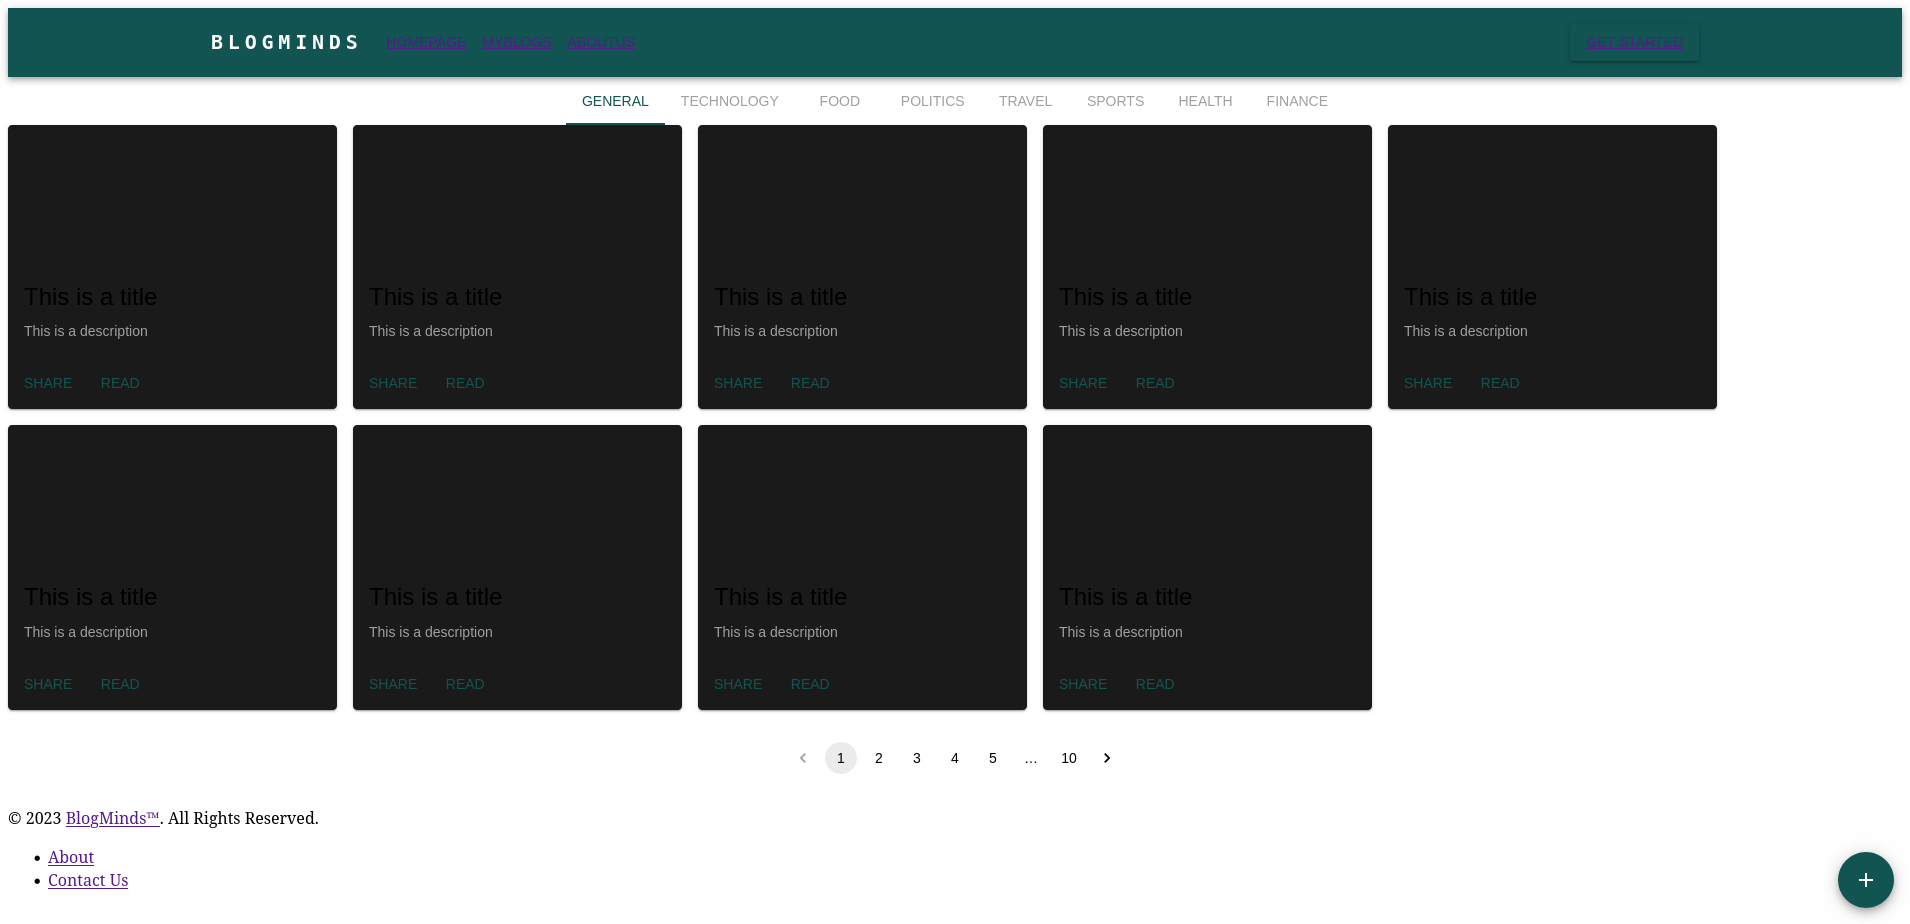 BLOGMINDS HOMEPAGE MYBLOGS ABOUTUS GET STARTED
GENERAL TECHNOLOGY FOOD POLITICS TRAVEL SPORTS HEALTH FINANCE
This is a title This is a title This is a title This is a title This is a title
This is a description This is a description This is a description This is a description This is a description
SHARE READ SHARE READ SHARE READ SHARE READ SHARE READ
This is a title This is a title This is a title This is a title
This is a description This is a description This is a description This is a description
SHARE READ SHARE READ SHARE READ SHARE READ
1 2 3 4 5 … 10
© 2023 BlogMinds™. All Rights Reserved.
• About
• Contact Us